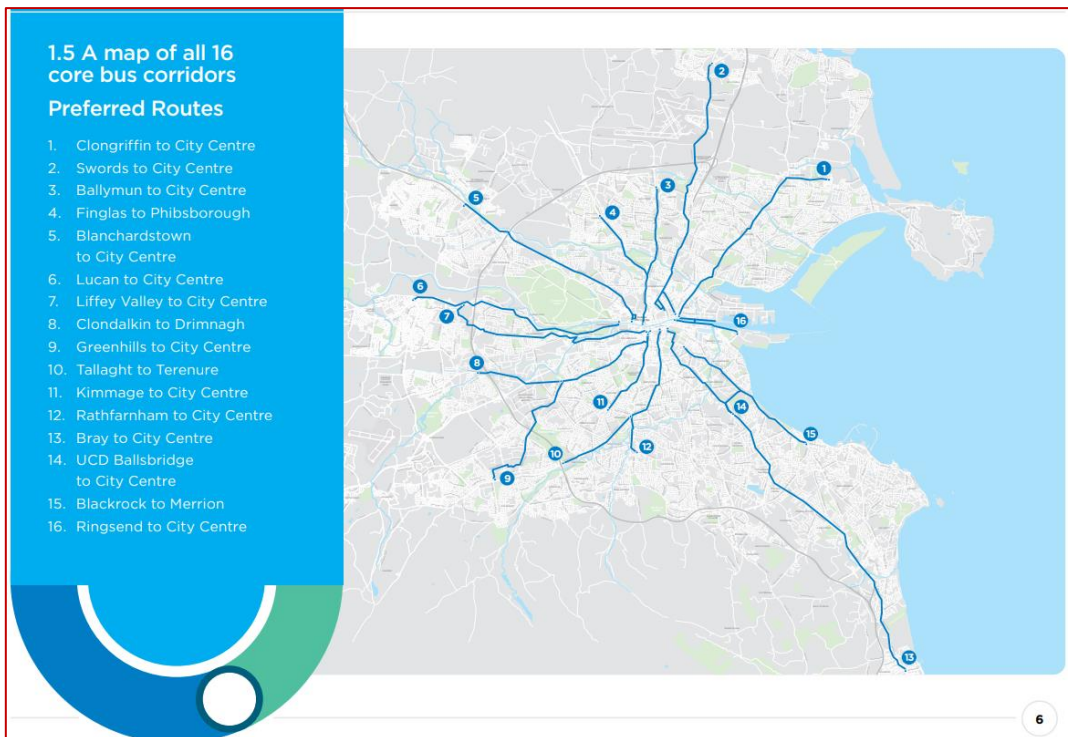 1.5 A map of all 16
core bus corridors
Preferred Routes
1. Clongriffin to City Centre
2. Swords to City Centre
3. Ballymun to City Centre
4. Finglas to Phibsborough
5. Blanchardstown
to City Centre
6. Lucan to City Centre
7. Liffey Valley to City Centre
8. Clondalkin to Drimnagh
9. Greenhills to City Centre
10. Tallaght to Terenure
11. Kimmage to City Centre
12. Rathfarnham to City Centre
13. Bray to City Centre
14. UCD Ballsbridge
to City Centre
15. Blackrock to Merrion
16. Ringsend to City Centre
2
1
3
5
4
6
7
16
8
11
14
15
12
10
9
13
6